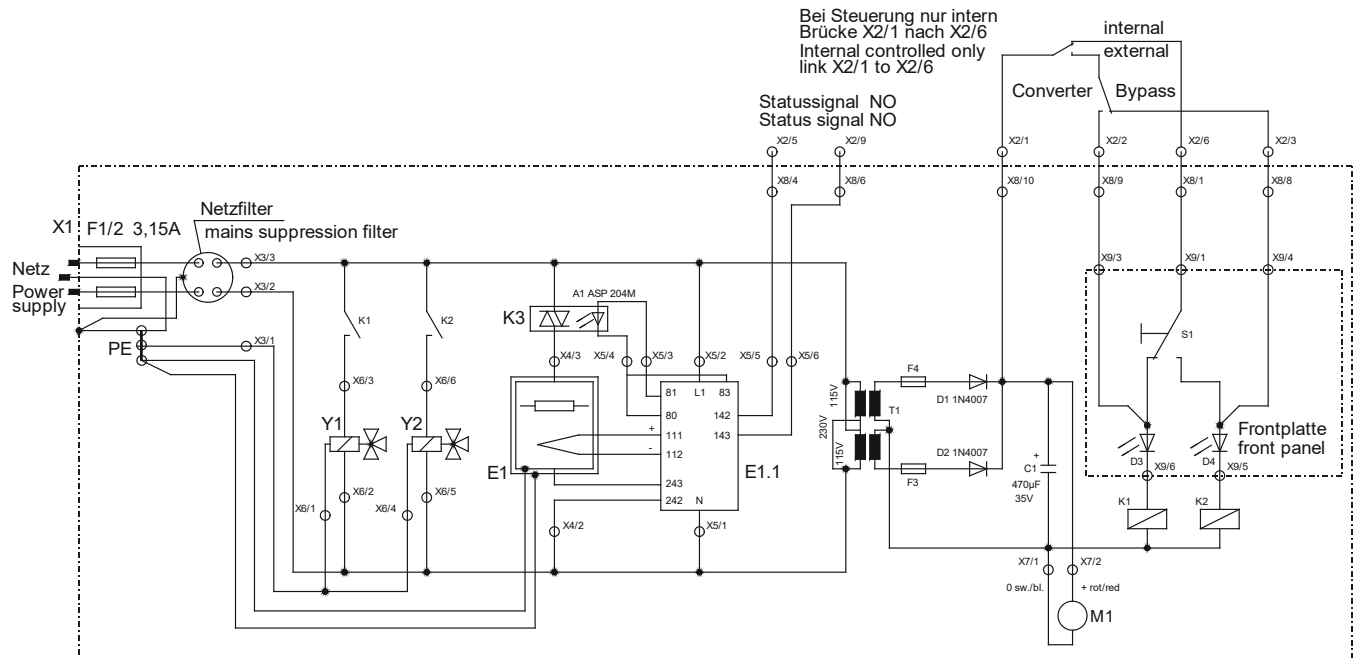 Bei Steuerung nur intern
Brücke X2/1 nach X2/6
Internal controlled only
link X2/1 to X2/6
internal
external
Converter
Bypass
Statussignal NO
Status signal NO
X2/5
X2/9
X2/1
X2/2
X2/6
X2/3
X8/4
X8/6
X8/10
X8/9
X8/1
X8/8
Netzfilter
mains suppression filter
X1
F1/2 3,15A
Netz
Power
supply
PE
X3/3
X3/2
X3/1
X9/3
X9/1
X9/4
K1
K2
K3
A1 ASP 204M
S1
X4/3
X5/4
X5/3
X5/2
X5/5
X5/6
X6/3
X6/6
Y1
Y2
81
L1
83
80
142
+
111
143
-
112
243
242
N
E1
E1.1
X6/2
X6/5
X6/1
X6/4
X4/2
X5/1
115V
230V
115V
T1
F4
D1 1N4007
D2 1N4007
F3
+
C1
470µF
35V
D3
D4
Frontplatte
front panel
X9/6
X9/5
K1
K2
X7/1
X7/2
0 sw./bl.
+ rot/red
M1